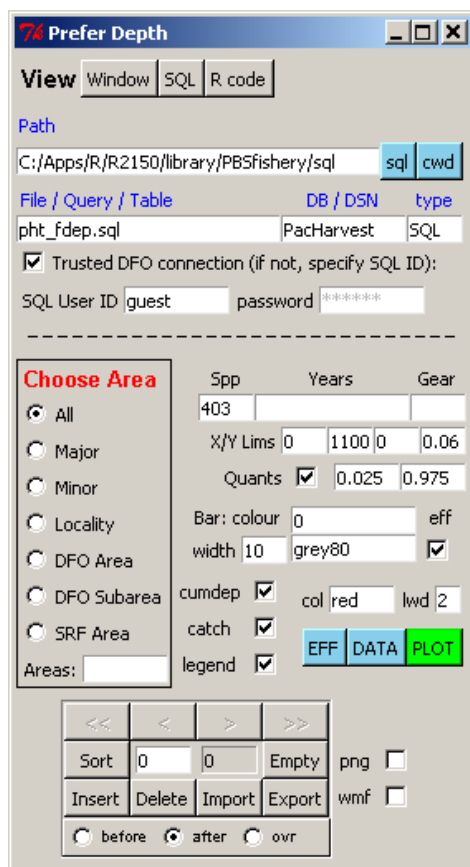 Prefer Depth
View Window SQL R code
Path
C:/Apps/R/R2150/library/PBSfishery/sql sql cwd
File / Query / Table DB / DSN type
pht_fdep.sql PacHarvest SQL
Trusted DFO connection (if not, specify SQL ID):
SQL User ID guest password ******
Choose Area
All
Major
Minor
Locality
DFO Area
DFO Subarea
SRF Area
Areas:
Spp Years Gear
403
X/Y Lims 0 1100 0 0.06
Quants 0.025 0.975
Bar: colour 0 eff
width 10 grey80
cumdep col red lwd 2
catch
legend EFF DATA PLOT
<< < > >>
Sort 0 0 Empty png
Insert Delete Import Export wmf
before after ovr